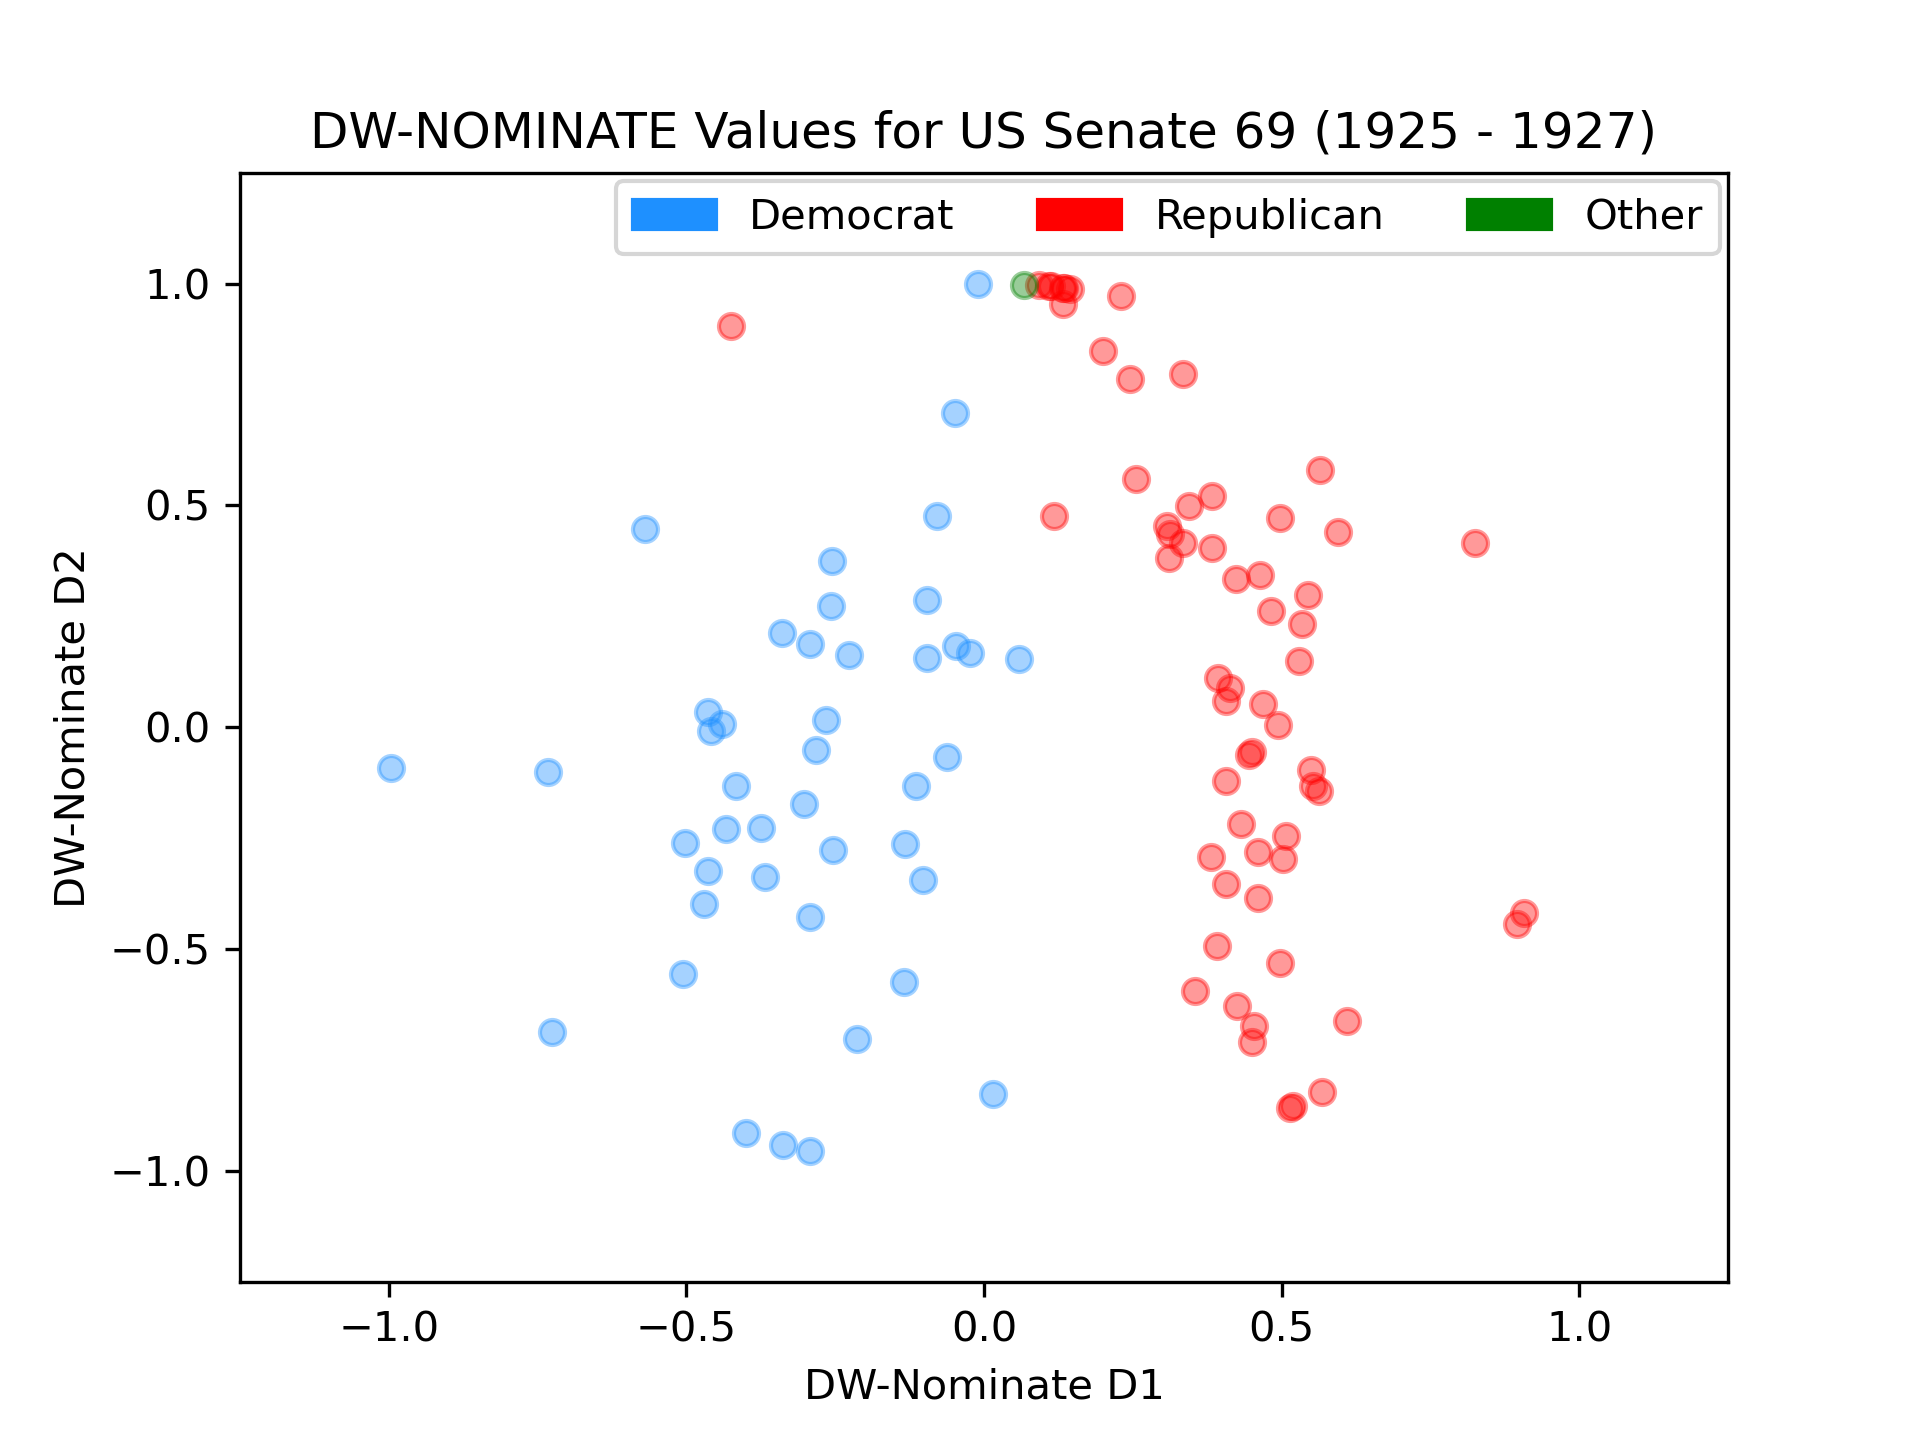 DW-NOMINATE Values for US Senate 69 (1925 - 1927)
Democrat Republican Other
1.0
0.5
0.0
−0.5
−1.0
DW-Nominate D2
−1.0 −0.5 0.0 0.5 1.0
DW-Nominate D1